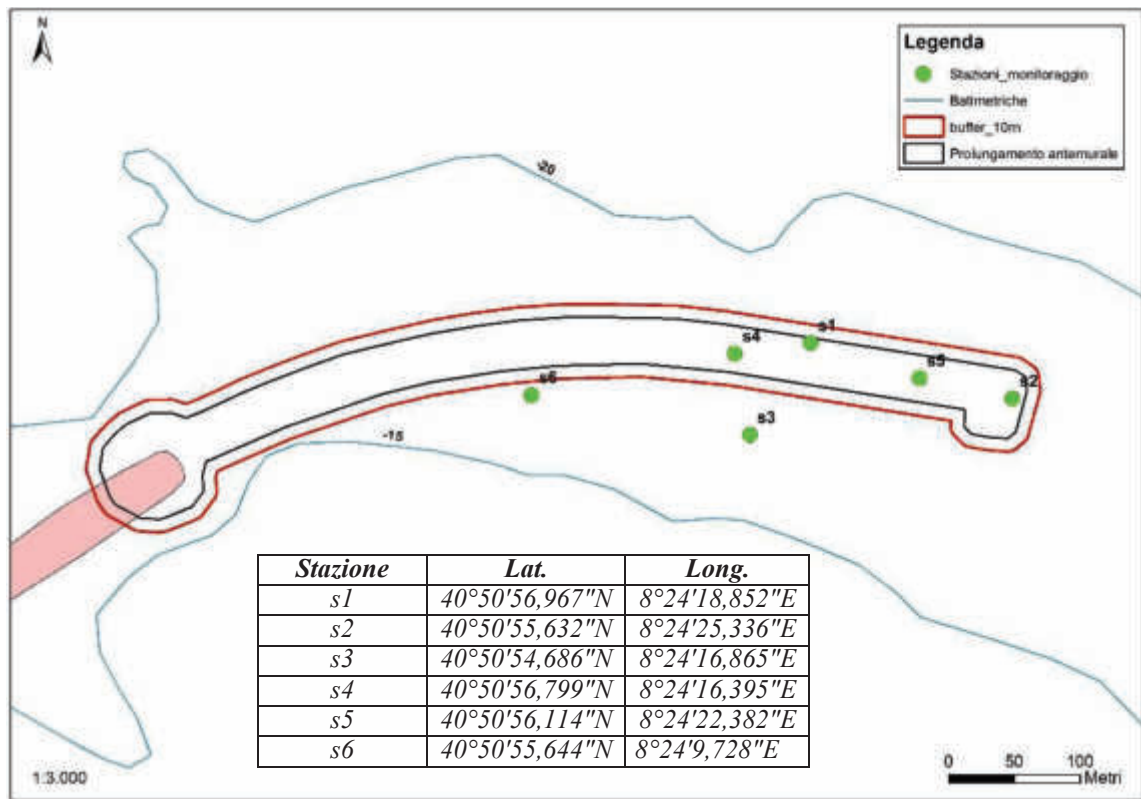 N
Legenda
Stazioni_monitoraggio
Batimetriche
buffer_10m
Prolungamento antemurale
-20
s4
s1
s5
s2
s6
s3
-15
Stazione Lat. Long.
s1 40°50'56,967"N 8°24'18,852"E
s2 40°50'55,632"N 8°24'25,336"E
s3 40°50'54,686"N 8°24'16,865"E
s4 40°50'56,799"N 8°24'16,395"E
s5 40°50'56,114"N 8°24'22,382"E
s6 40°50'55,644"N 8°24'9,728"E
1:3.000
0 50 100
Metri